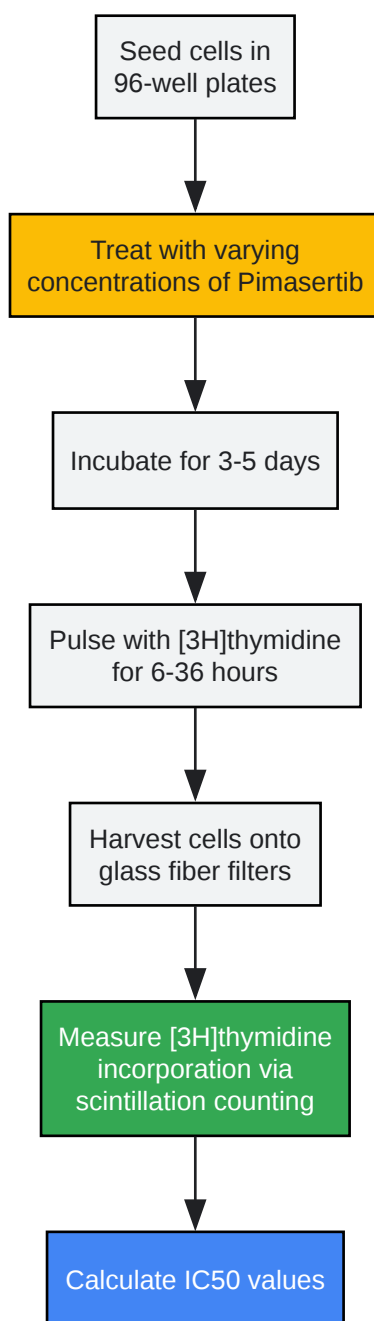 Seed cells in
96-well plates
Treat with varying
concentrations of Pimasertib
Incubate for 3-5 days
Pulse with [3H]thymidine
for 6-36 hours
Harvest cells onto
glass fiber filters
Measure [3H]thymidine
incorporation via
scintillation counting
Calculate IC50 values